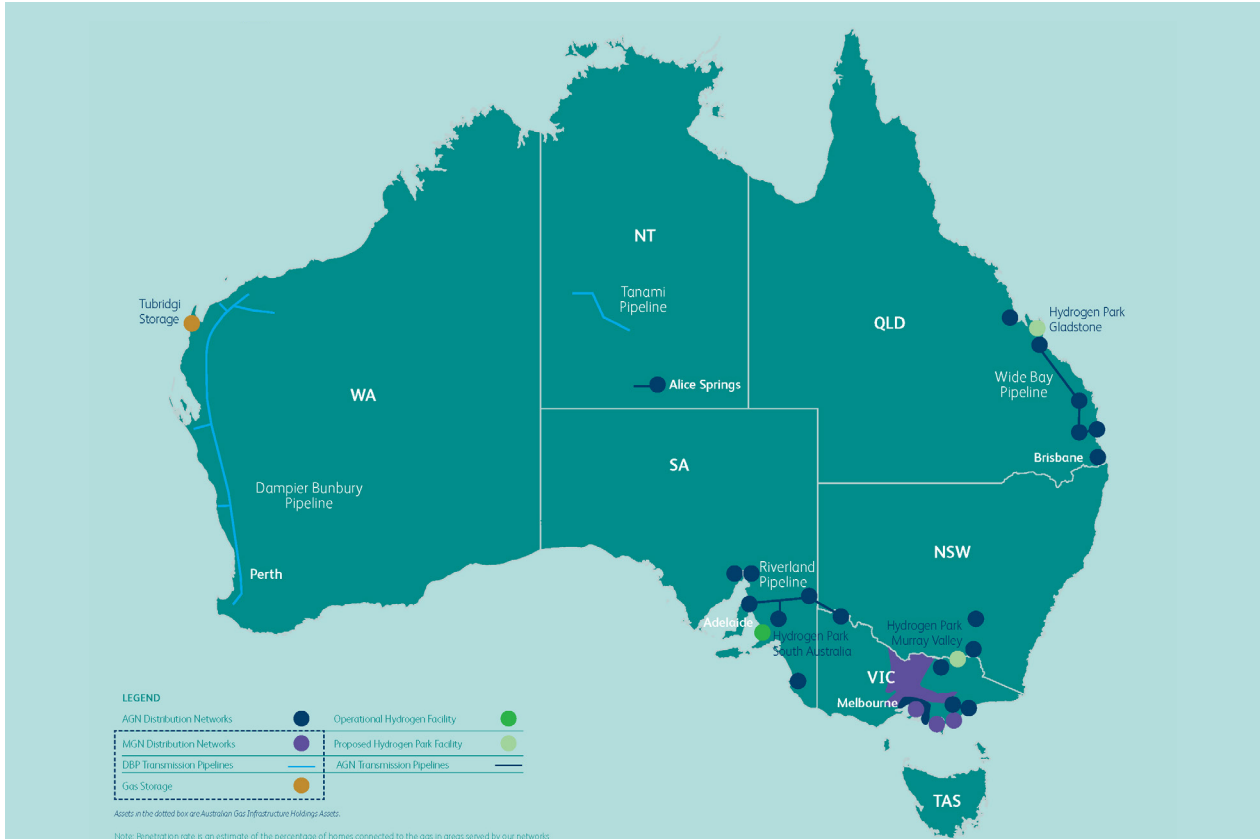 NT
Tanami
Pipeline
Tubridgi
Storage
QLD
Hydrogen Park
Gladstone
Wide Bay
Pipeline
Alice Springs
WA
Brisbane
SA
Dampier Bunbury
Pipeline
NSW
Perth
Riverland
Pipeline
Adelaide
Hydrogen Park
South Australia
Hydrogen Park
Murray Valley
VIC
Melbourne
TAS
LEGEND
AGN Distribution Networks
Operational Hydrogen Facility
MGN Distribution Networks
Proposed Hydrogen Park Facility
DBP Transmission Pipelines
AGN Transmission Pipelines
Gas Storage
Assets in the dotted box are Australian Gas Infrastructure Holdings Assets.
Note: Penetration rate is an estimate of the percentage of homes connected to the gas in areas served by our networks